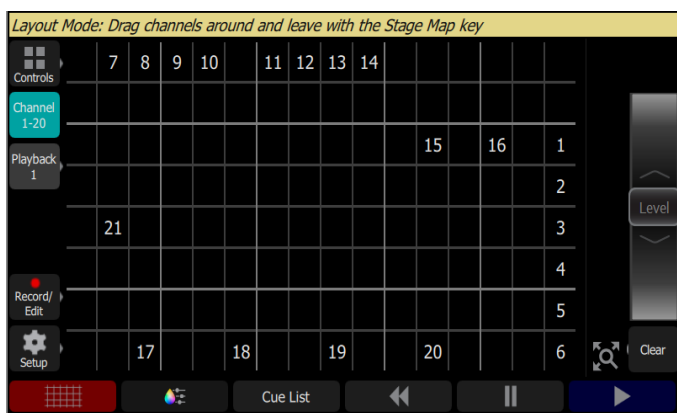 Layout Mode: Drag channels around and leave with the Stage Map key
Controls
7 8 9 10 11 12 13 14
Channel
1-20
15 16 1
Playback
1
2
Level
21 3
4
Record/
Edit
5
Setup
17 18 19 20 6
Clear
Cue List